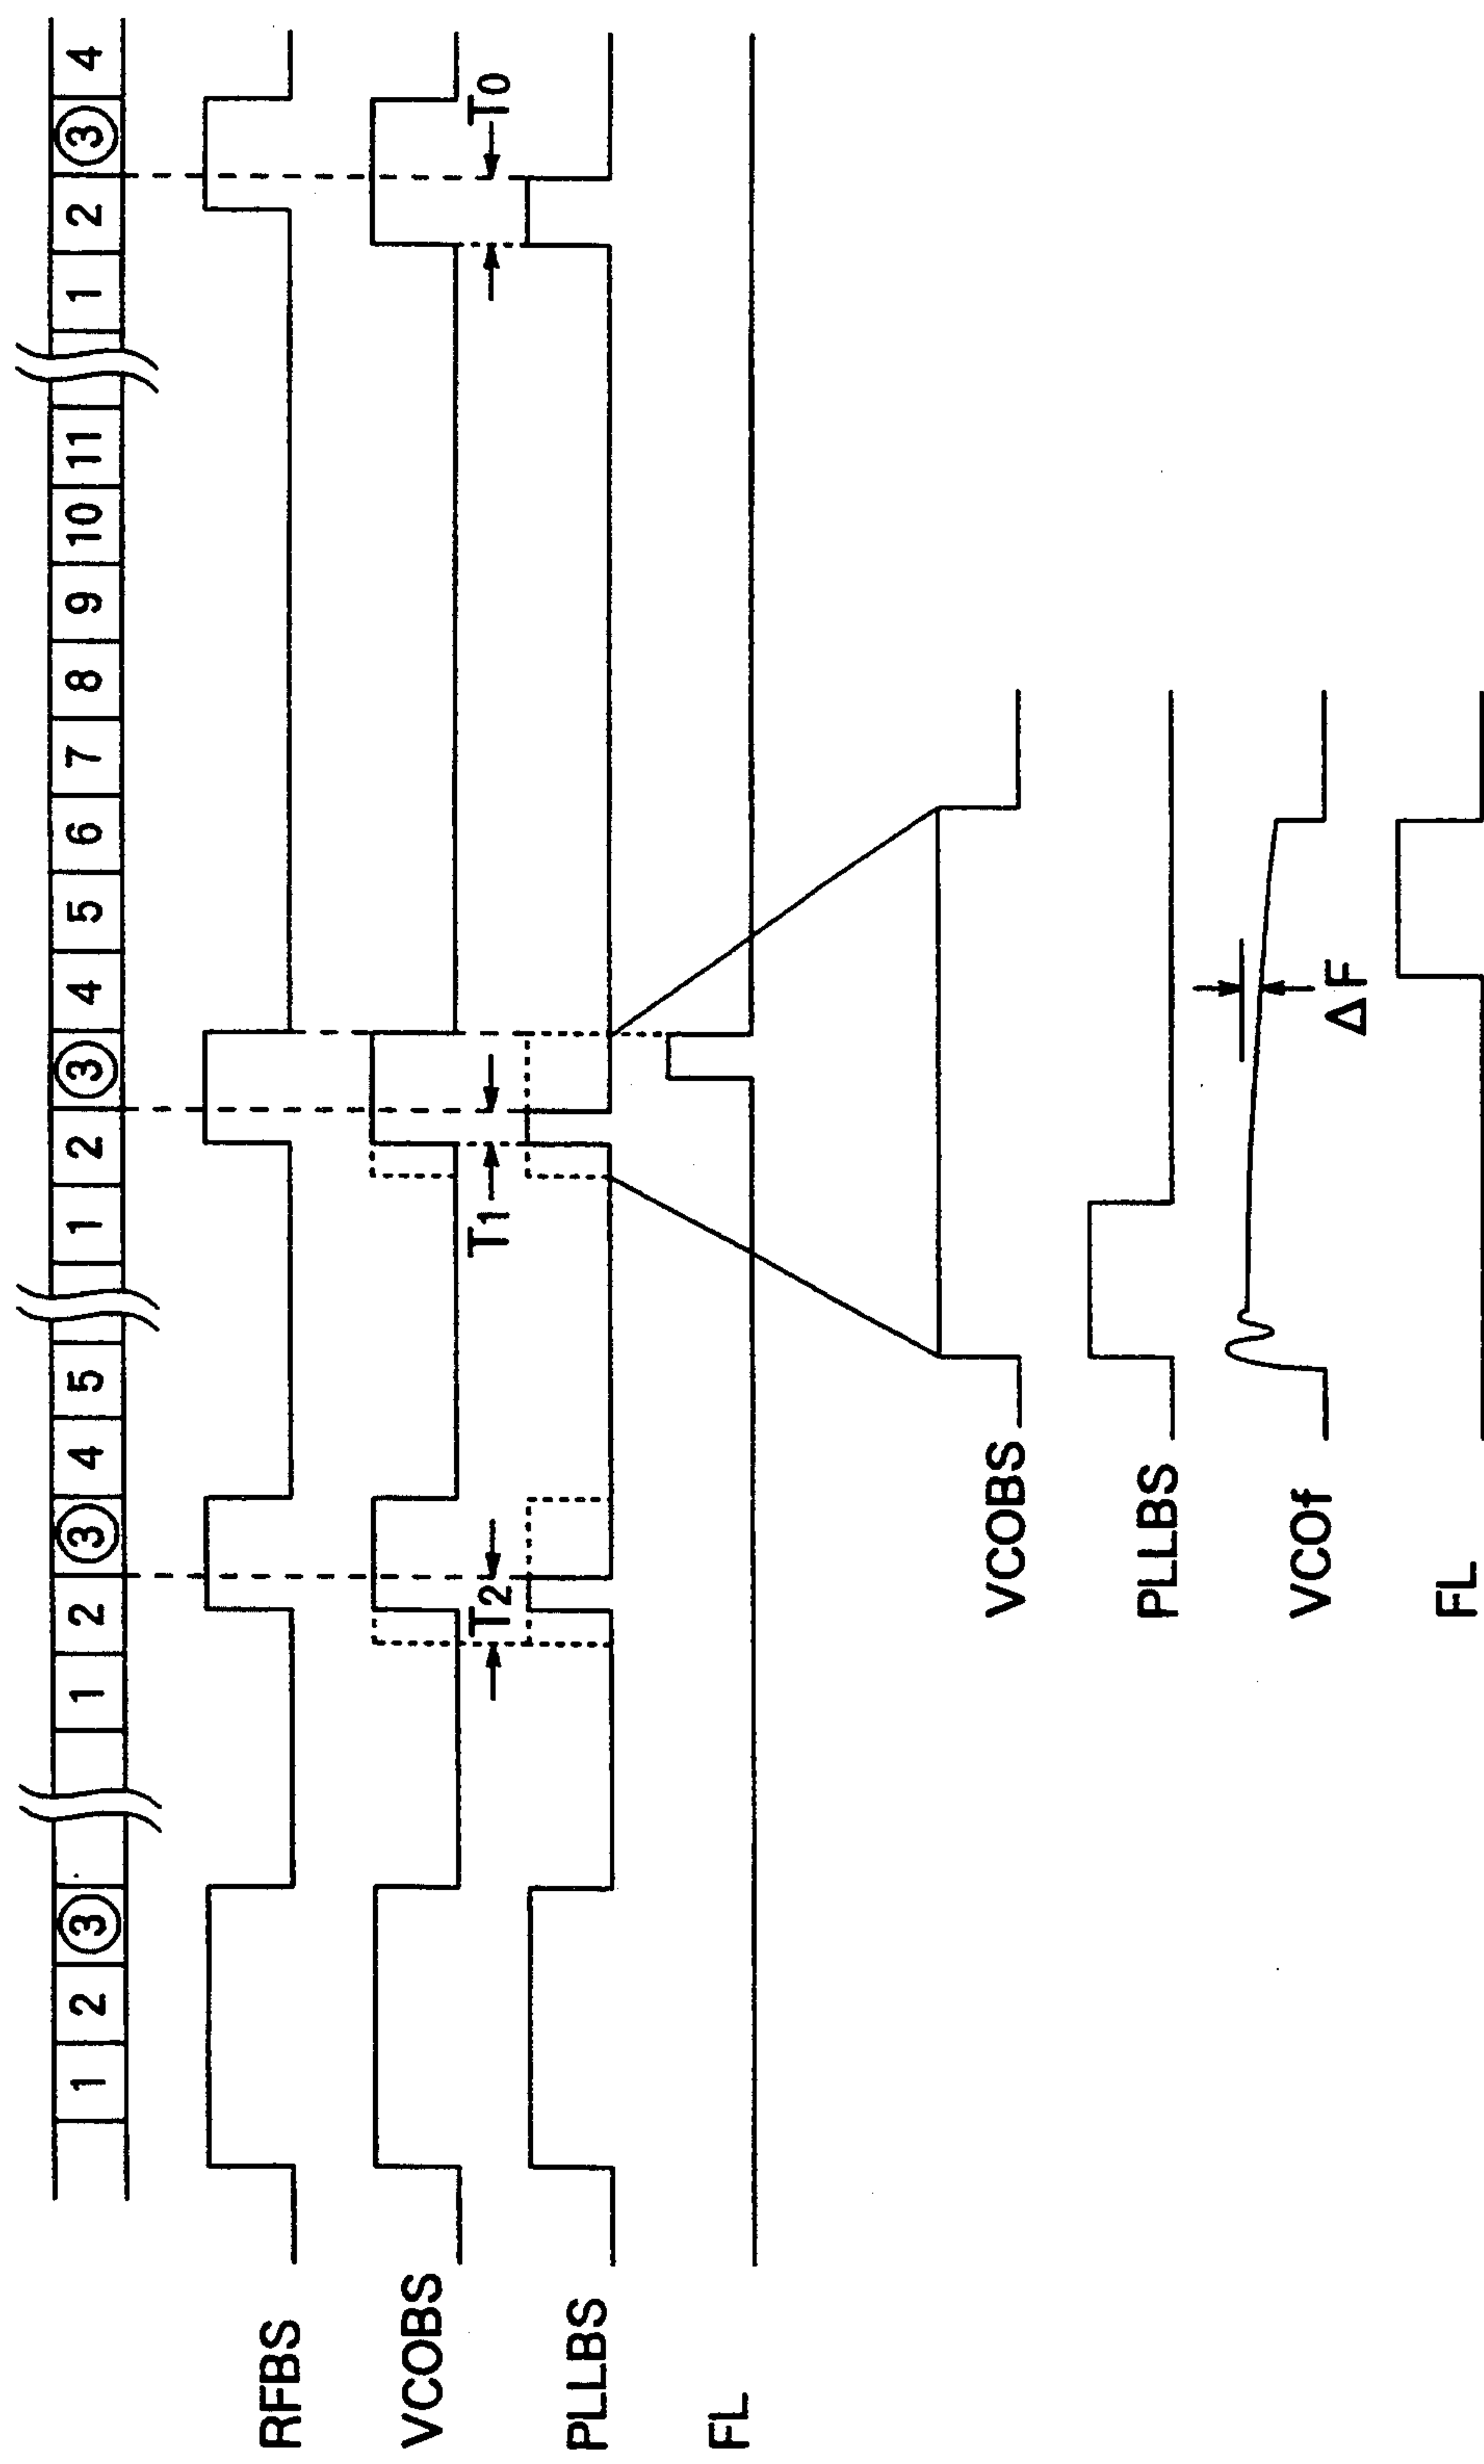 1 2 ③ 1 2 ③ 4 5 1 2 ③ 4 5 6 7 8 9 10 11 1 2 ③ 4
RFBS
VCOBS
T2 T1 T0
PLLBS
FL
VCOBS
PLLBS
VCOf
ΔF
FL